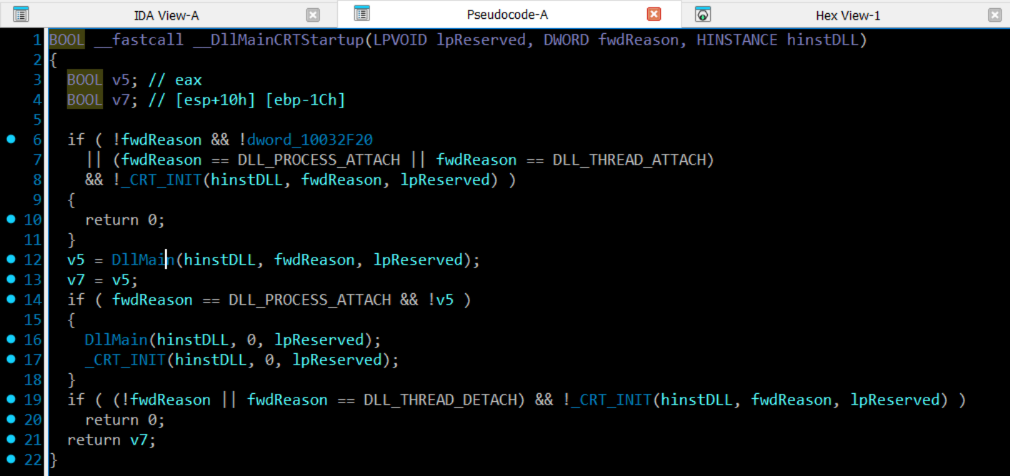 IDA View-A
Pseudocode-A
Hex View-1
1 BOOL __fastcall __DllMainCRTStartup(LPVOID lpReserved, DWORD fwdReason, HINSTANCE hinstDLL)
2 {
3   BOOL v5; // eax
4   BOOL v7; // [esp+10h] [ebp-1Ch]
5
6   if ( !fwdReason && !dword_10032F20
7     || (fwdReason == DLL_PROCESS_ATTACH || fwdReason == DLL_THREAD_ATTACH)
8     && !_CRT_INIT(hinstDLL, fwdReason, lpReserved) )
9   {
10     return 0;
11   }
12   v5 = DllMain(hinstDLL, fwdReason, lpReserved);
13   v7 = v5;
14   if ( fwdReason == DLL_PROCESS_ATTACH && !v5 )
15   {
16     DllMain(hinstDLL, 0, lpReserved);
17     _CRT_INIT(hinstDLL, 0, lpReserved);
18   }
19   if ( (!fwdReason || fwdReason == DLL_THREAD_DETACH) && !_CRT_INIT(hinstDLL, fwdReason, lpReserved) )
20     return 0;
21   return v7;
22 }